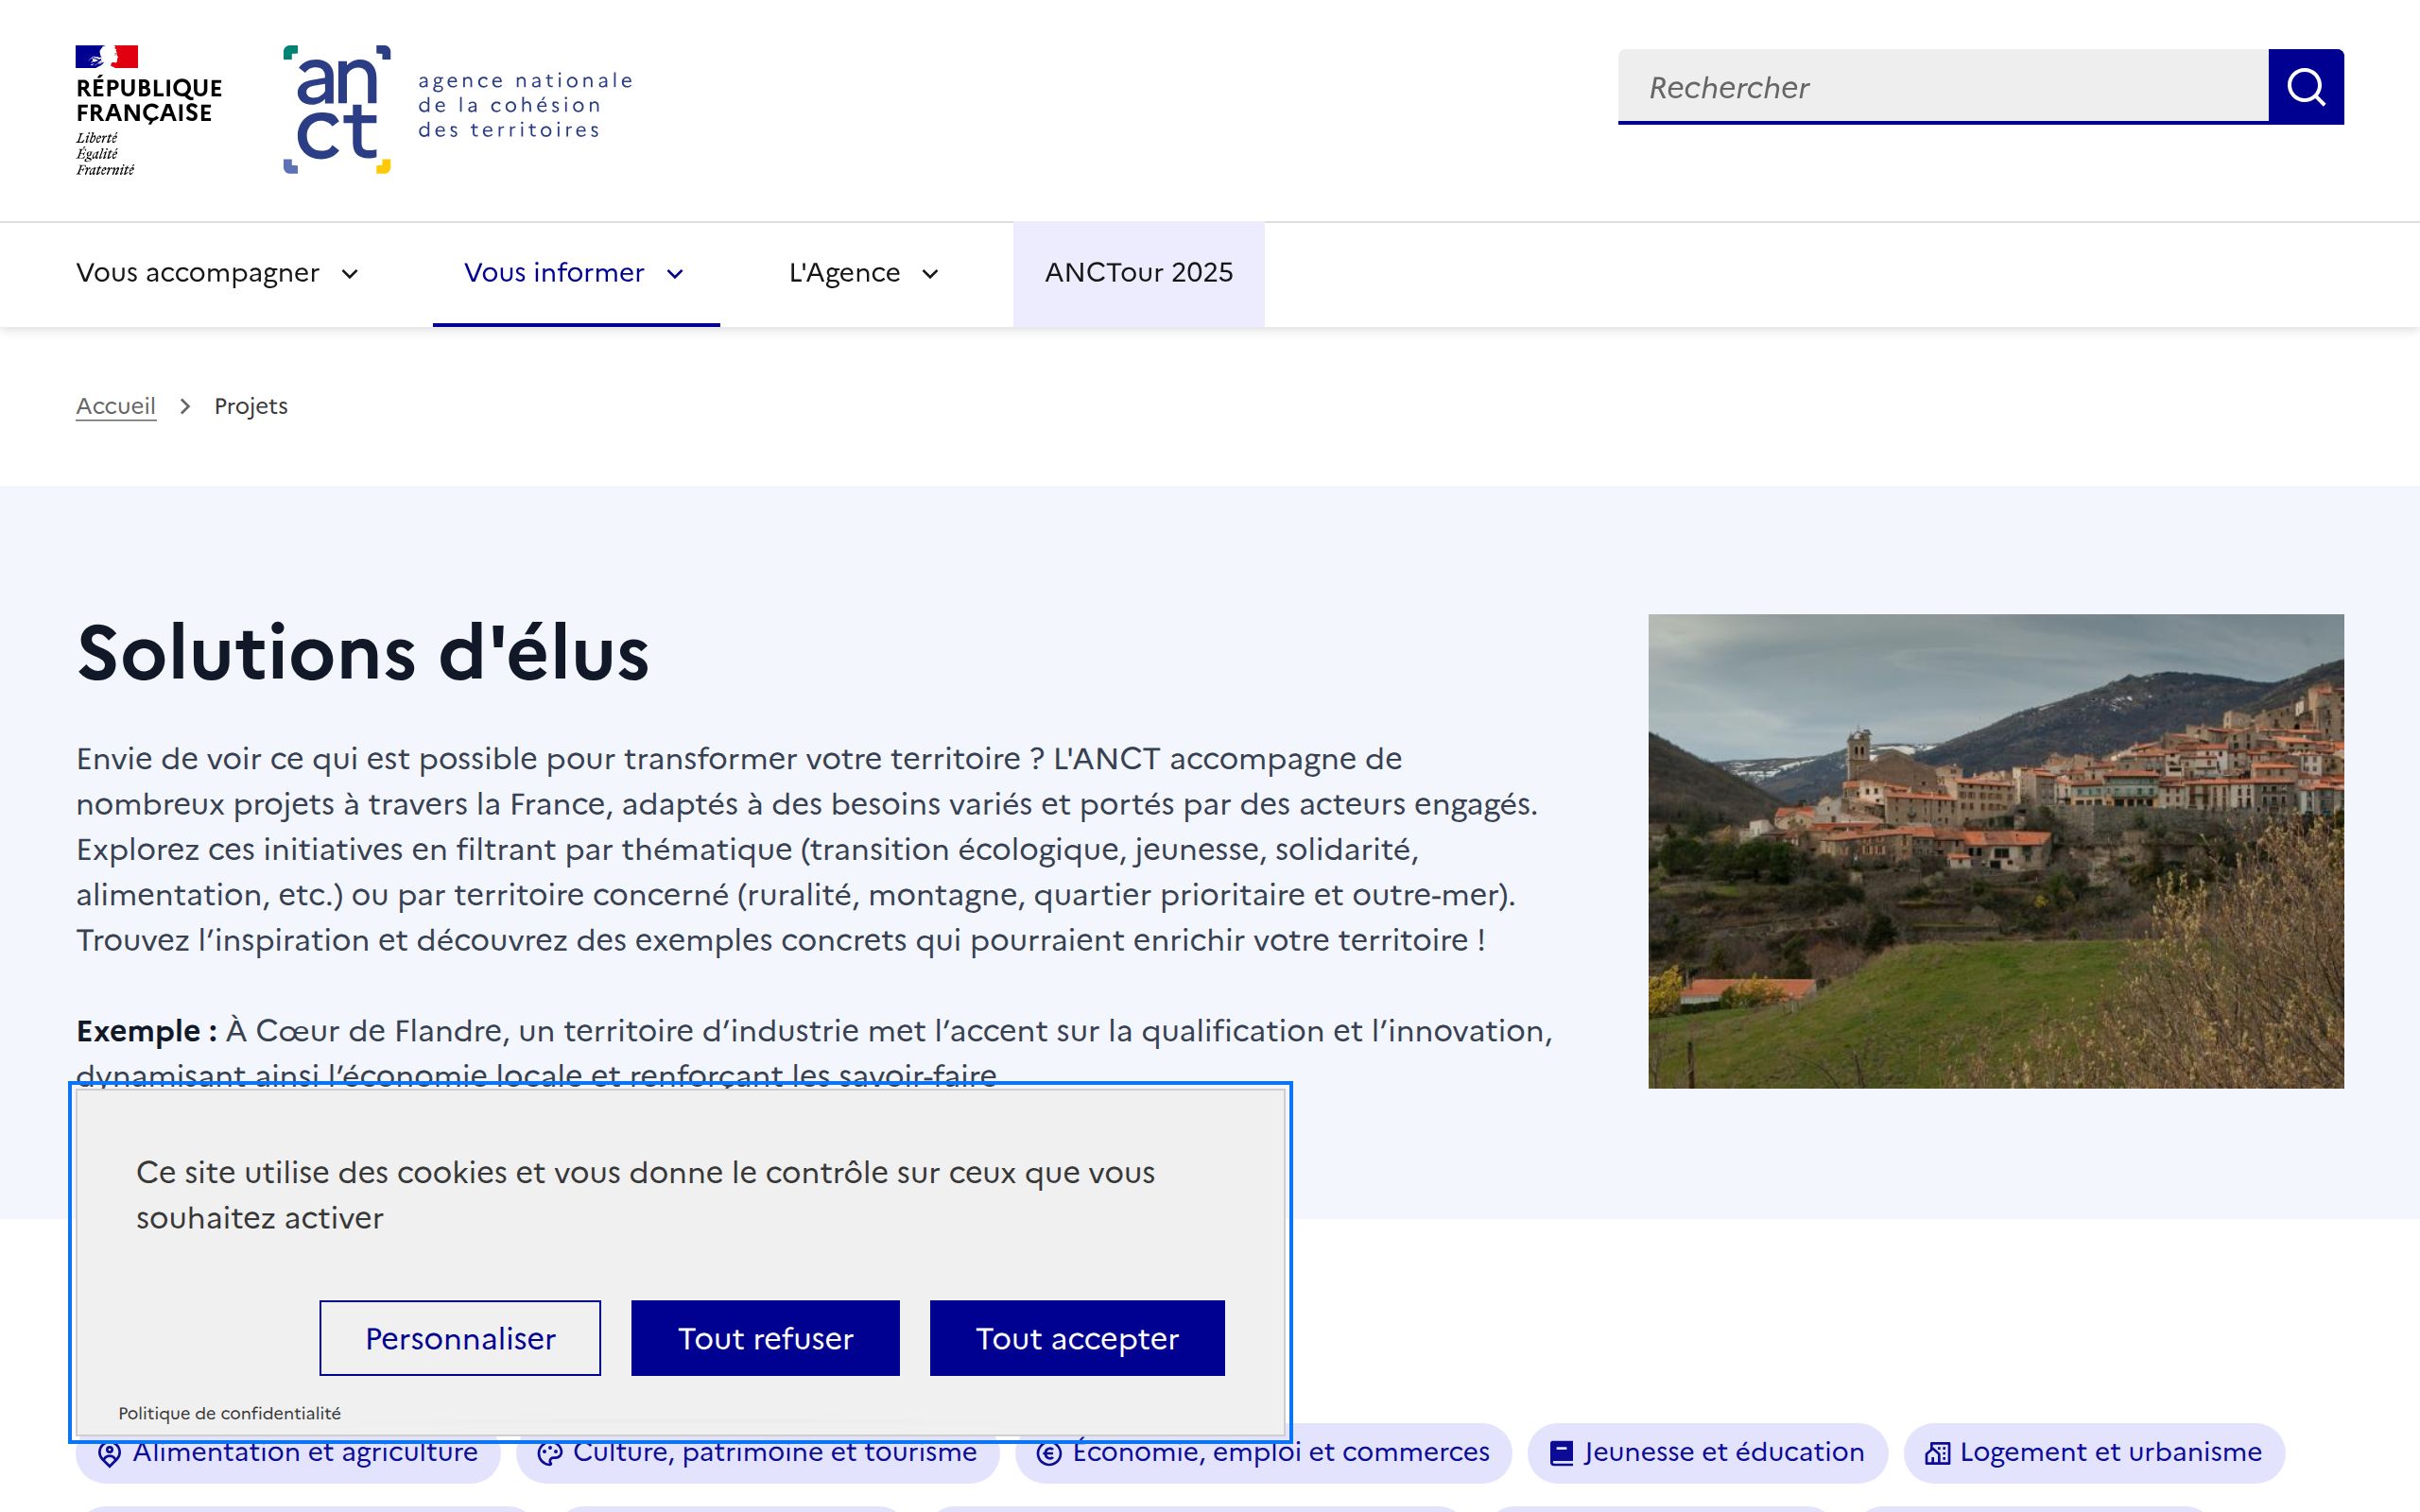 RÉPUBLIQUE
FRANÇAISE
Liberté
Égalité
Fraternité
anct
agence nationale
de la cohésion
des territoires
Rechercher
Vous accompagner
Vous informer
L'Agence
ANCTour 2025
Accueil
Projets
Solutions d'élus
Envie de voir ce qui est possible pour transformer votre territoire ? L'ANCT accompagne de
nombreux projets à travers la France, adaptés à des besoins variés et portés par des acteurs engagés.
Explorez ces initiatives en filtrant par thématique (transition écologique, jeunesse, solidarité,
alimentation, etc.) ou par territoire concerné (ruralité, montagne, quartier prioritaire et outre-mer).
Trouvez l’inspiration et découvrez des exemples concrets qui pourraient enrichir votre territoire !
Exemple : À Cœur de Flandre, un territoire d’industrie met l’accent sur la qualification et l’innovation,
dynamisant ainsi l’économie locale et renforçant les savoir-faire
Ce site utilise des cookies et vous donne le contrôle sur ceux que vous
souhaitez activer
Personnaliser
Tout refuser
Tout accepter
Politique de confidentialité
Alimentation et agriculture
Culture, patrimoine et tourisme
Économie, emploi et commerces
Jeunesse et éducation
Logement et urbanisme